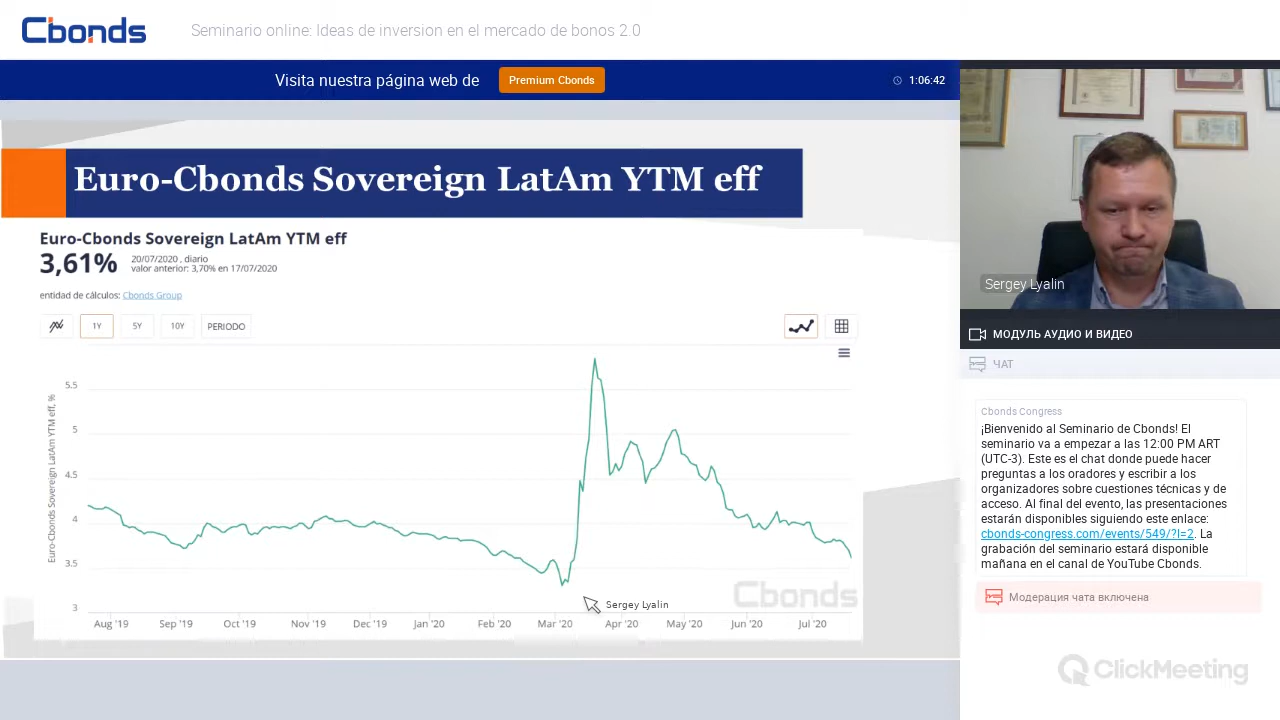 Cbonds
Seminario online: Ideas de inversion en el mercado de bonos 2.0
Visita nuestra página web de
Premium Cbonds
1:06:42
Euro-Cbonds Sovereign LatAm YTM eff
Euro-Cbonds Sovereign LatAm YTM eff
3,61%
20/07/2020 , diario
valor anterior: 3,70% en 17/07/2020
entidad de cálculos: Cbonds Group
1Y
5Y
10Y
PERIODO
Euro-Cbonds Sovereign LatAm YTM eff, %
5.5
5
4.5
4
3.5
3
Aug '19
Sep '19
Oct '19
Nov '19
Dec '19
Jan '20
Feb '20
Mar '20
Apr '20
May '20
Jun '20
Jul '20
Cbonds
Sergey Lyalin
Sergey Lyalin
МОДУЛЬ АУДИО И ВИДЕО
ЧАТ
Cbonds Congress
¡Bienvenido al Seminario de Cbonds! El
seminario va a empezar a las 12:00 PM ART
(UTC-3). Este es el chat donde puede hacer
preguntas a los oradores y escribir a los
organizadores sobre cuestiones técnicas y de
acceso. Al final del evento, las presentaciones
estarán disponibles siguiendo este enlace:
cbonds-congress.com/events/549/?l=2. La
grabación del seminario estará disponible
mañana en el canal de YouTube Cbonds.
Модерация чата включена
ClickMeeting